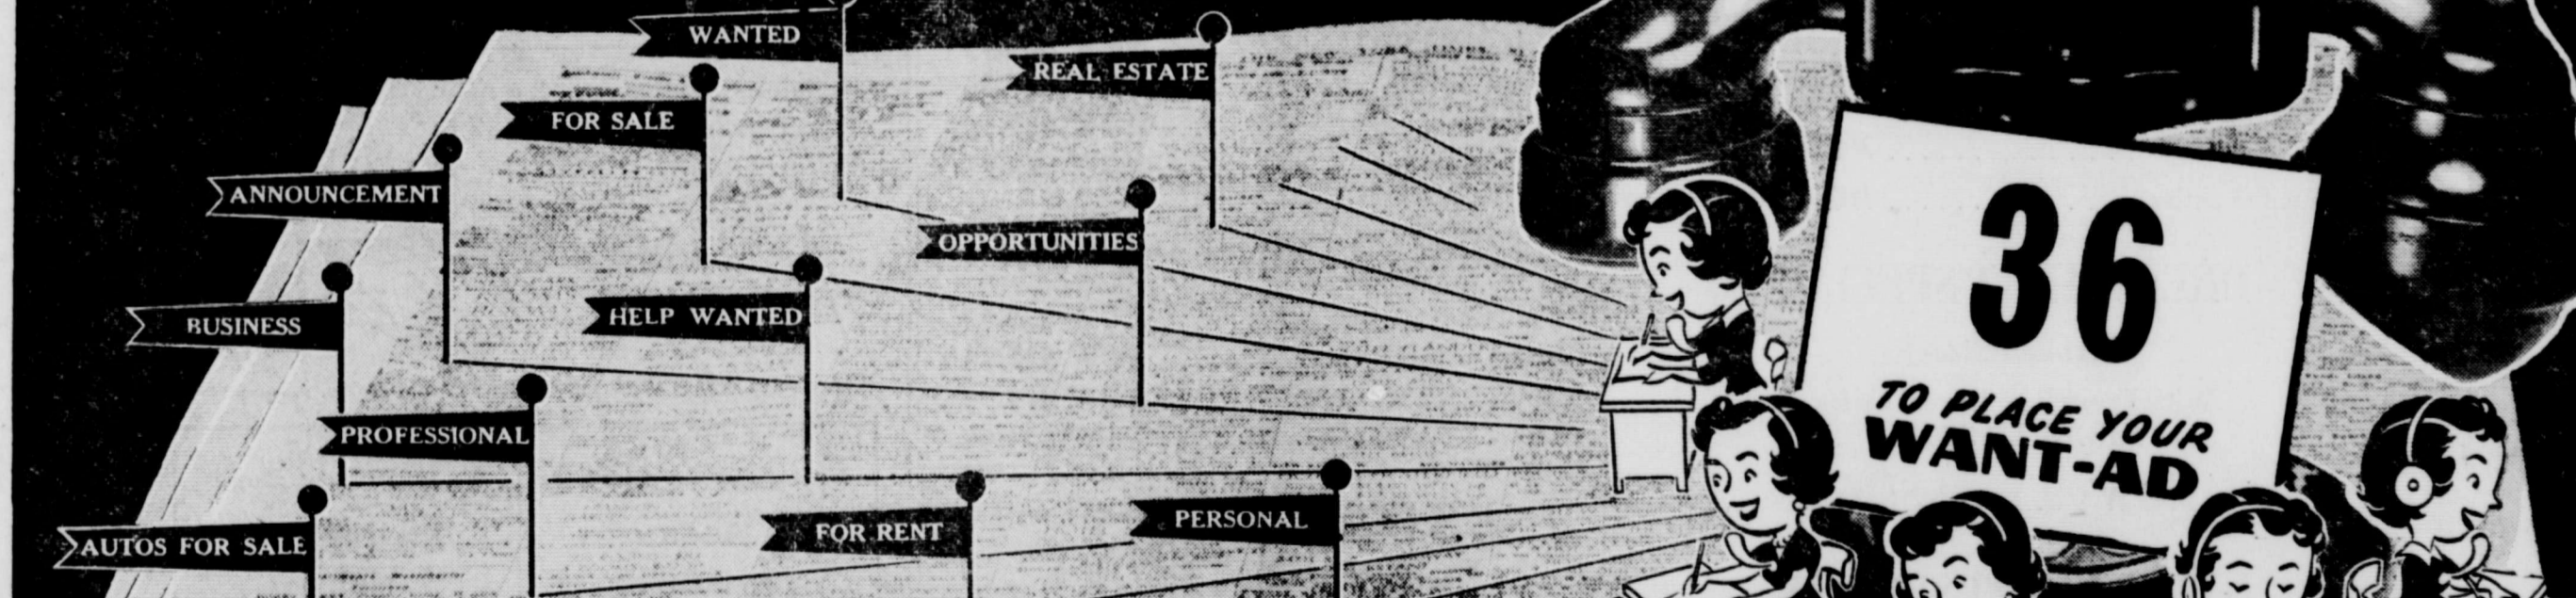 WANTED
REAL ESTATE
FOR SALE
ANNOUNCEMENT
OPPORTUNITIES
BUSINESS
HELP WANTED
PROFESSIONAL
AUTOS FOR SALE
FOR RENT
PERSONAL
36
TO PLACE YOUR
WANT-AD